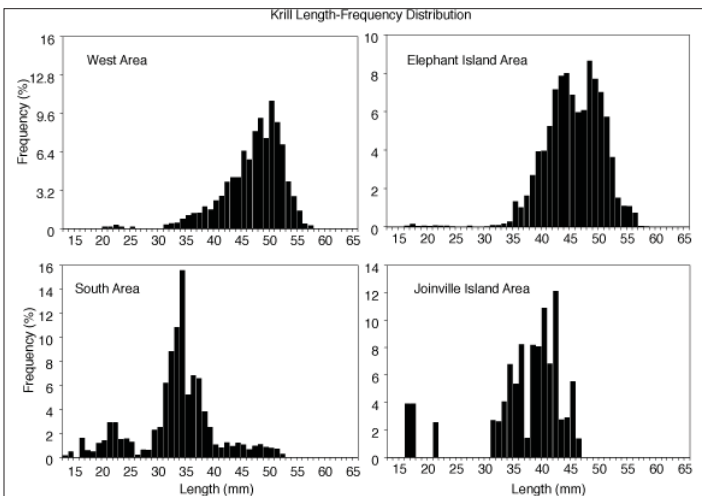 Krill Length-Frequency Distribution
West Area
Frequency (%)
16
12.8
9.6
6.4
3.2
0
15 20 25 30 35 40 45 50 55 60 65
Elephant Island Area
10
8
6
4
2
0
15 20 25 30 35 40 45 50 55 60 65
South Area
Frequency (%)
16
14
12
10
8
6
4
2
0
15 20 25 30 35 40 45 50 55 60 65
Length (mm)
Joinville Island Area
14
12
10
8
6
4
2
0
15 20 25 30 35 40 45 50 55 60 65
Length (mm)